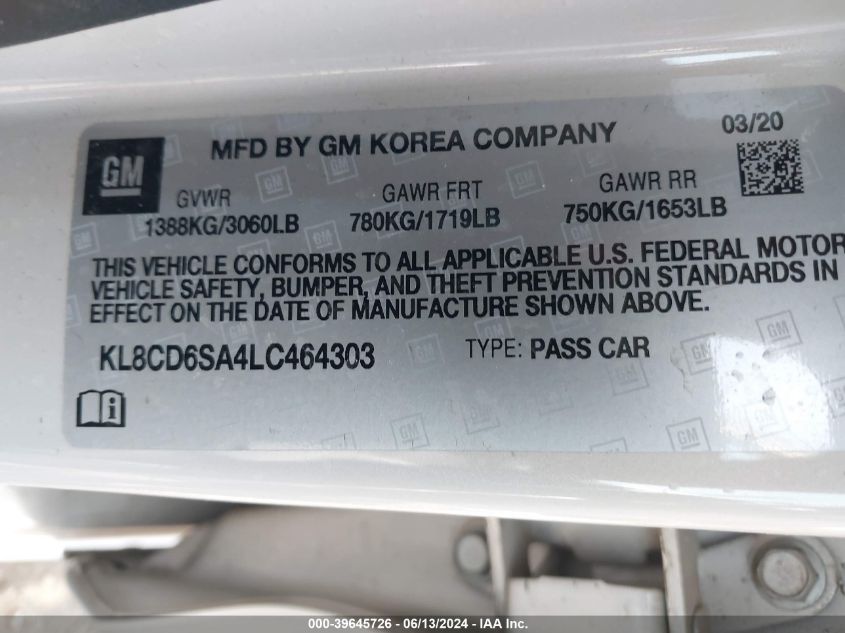 GM
MFD BY GM KOREA COMPANY
03/20
GVWR
1388KG/3060LB
GAWR FRT
780KG/1719LB
GAWR RR
750KG/1653LB
THIS VEHICLE CONFORMS TO ALL APPLICABLE U.S. FEDERAL MOTOR
VEHICLE SAFETY, BUMPER, AND THEFT PREVENTION STANDARDS IN
EFFECT ON THE DATE OF MANUFACTURE SHOWN ABOVE.
KL8CD6SA4LC464303
TYPE: PASS CAR
000-39645726 - 06/13/2024 - IAA Inc.